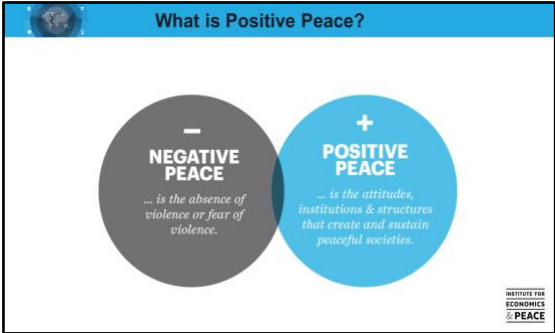 What is Positive Peace?
−
NEGATIVE
PEACE
... is the absence of
violence or fear of
violence.
+
POSITIVE
PEACE
... is the attitudes,
institutions & structures
that create and sustain
peaceful societies.
INSTITUTE FOR
ECONOMICS
& PEACE